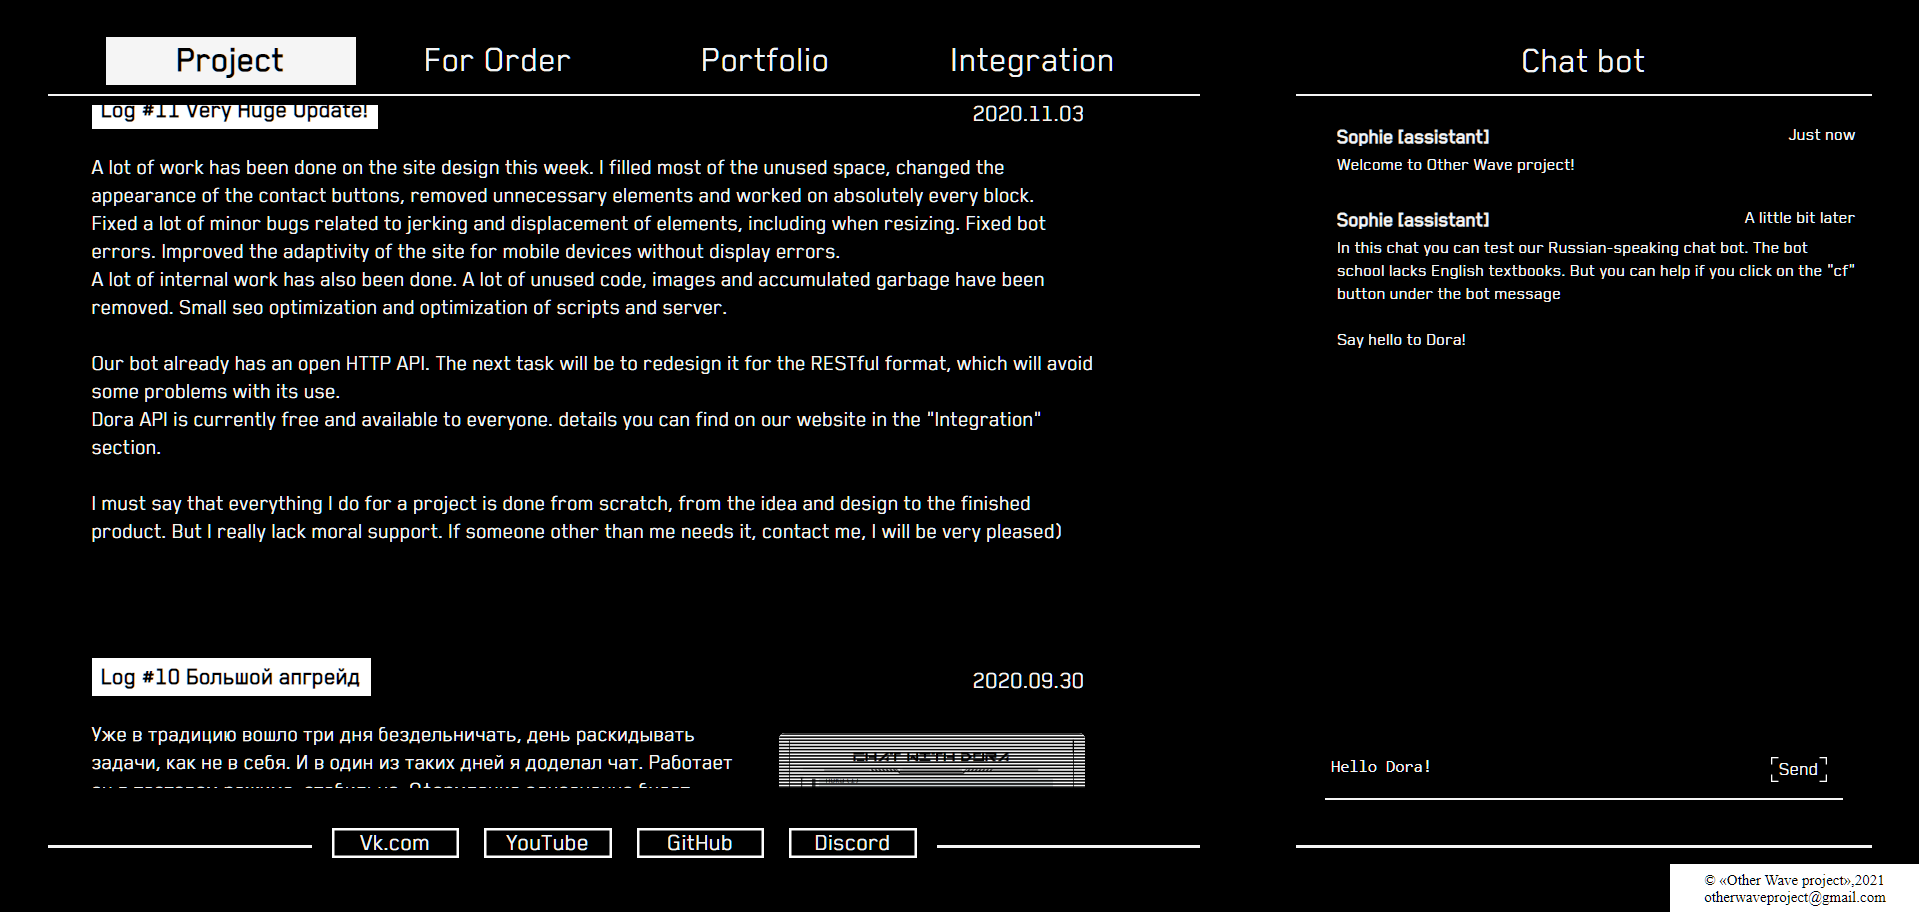 Project
For Order
Portfolio
Integration
Log #11 Very Huge Update!
2020.11.03
A lot of work has been done on the site design this week. I filled most of the unused space, changed the
appearance of the contact buttons, removed unnecessary elements and worked on absolutely every block.
Fixed a lot of minor bugs related to jerking and displacement of elements, including when resizing. Fixed bot
errors. Improved the adaptivity of the site for mobile devices without display errors.
A lot of internal work has also been done. A lot of unused code, images and accumulated garbage have been
removed. Small seo optimization and optimization of scripts and server.
Our bot already has an open HTTP API. The next task will be to redesign it for the RESTful format, which will avoid
some problems with its use.
Dora API is currently free and available to everyone. details you can find on our website in the "Integration"
section.
I must say that everything I do for a project is done from scratch, from the idea and design to the finished
product. But I really lack moral support. If someone other than me needs it, contact me, I will be very pleased)
Log #10 Большой апгрейд
2020.09.30
Уже в традицию вошло три дня бездельничать, день раскидывать
задачи, как не в себя. И в один из таких дней я доделал чат. Работает
CHAT WITH DORA
Vk.com
YouTube
GitHub
Discord
Chat bot
Sophie [assistant]
Just now
Welcome to Other Wave project!
Sophie [assistant]
A little bit later
In this chat you can test our Russian-speaking chat bot. The bot
school lacks English textbooks. But you can help if you click on the "cf"
button under the bot message
Say hello to Dora!
Hello Dora!
Send
© «Other Wave project»,2021
otherwaveproject@gmail.com